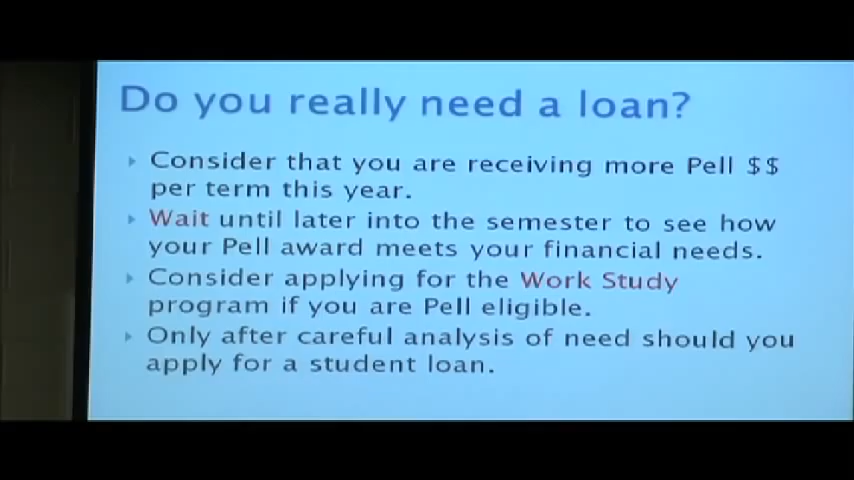 Do you really need a loan?
Consider that you are receiving more Pell $$
per term this year.
Wait until later into the semester to see how
your Pell award meets your financial needs.
Consider applying for the Work Study
program if you are Pell eligible.
Only after careful analysis of need should you
apply for a student loan.